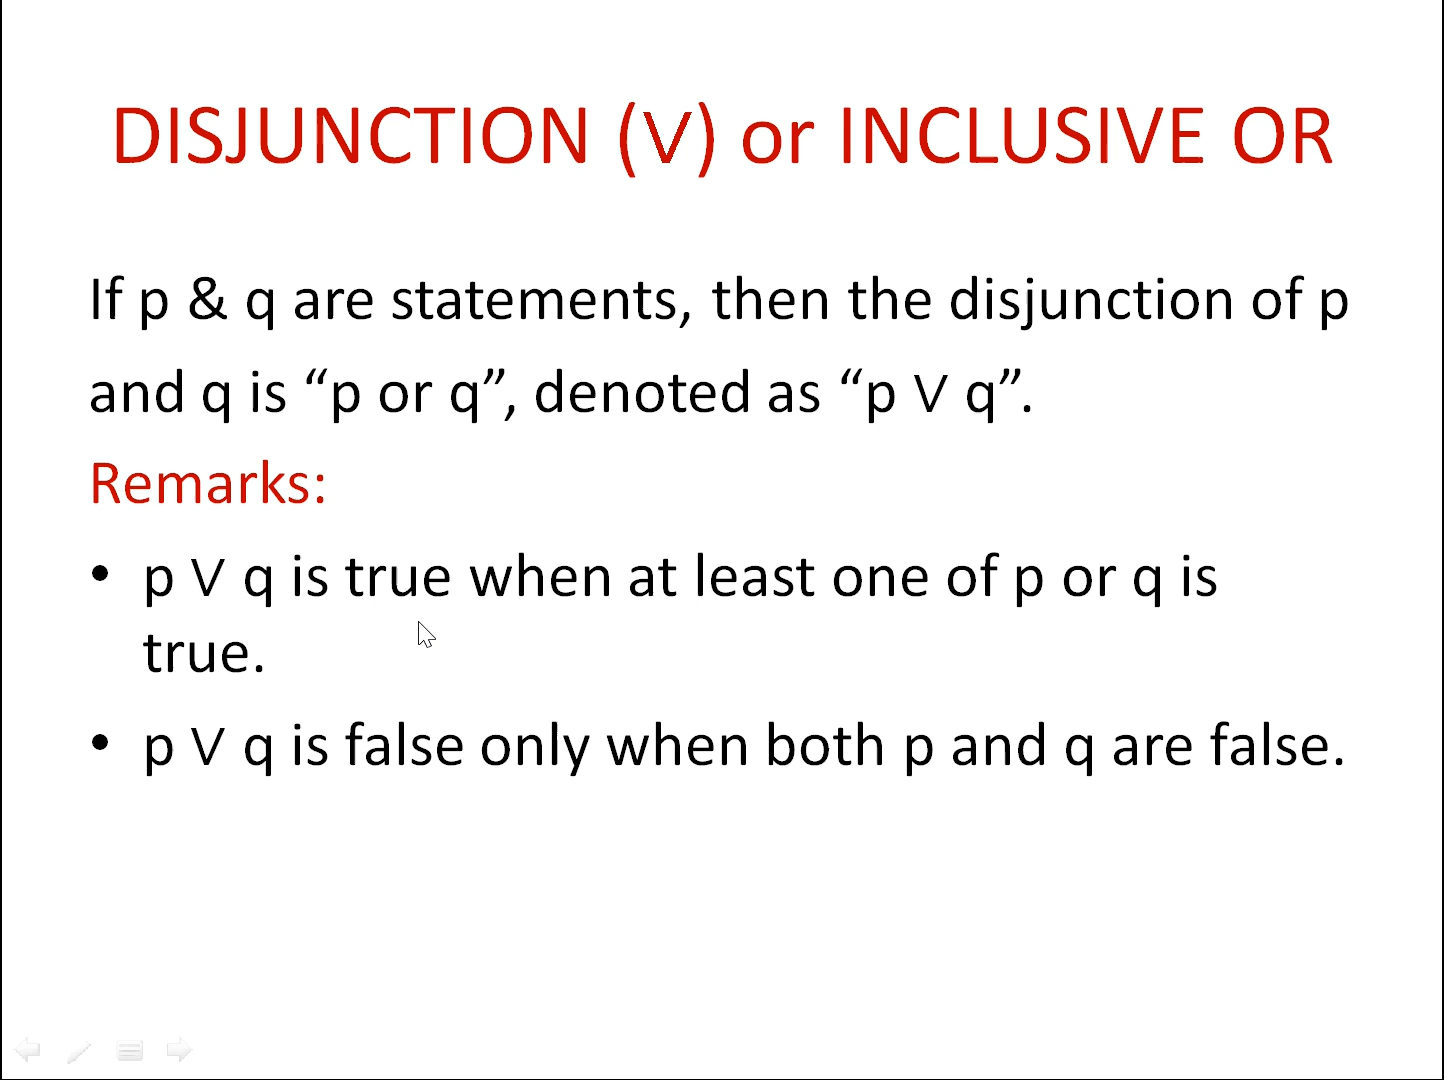 DISJUNCTION (∨) or INCLUSIVE OR
If p & q are statements, then the disjunction of p
and q is “p or q”, denoted as “p ∨ q”.
Remarks:
• p ∨ q is true when at least one of p or q is
true.
• p ∨ q is false only when both p and q are false.